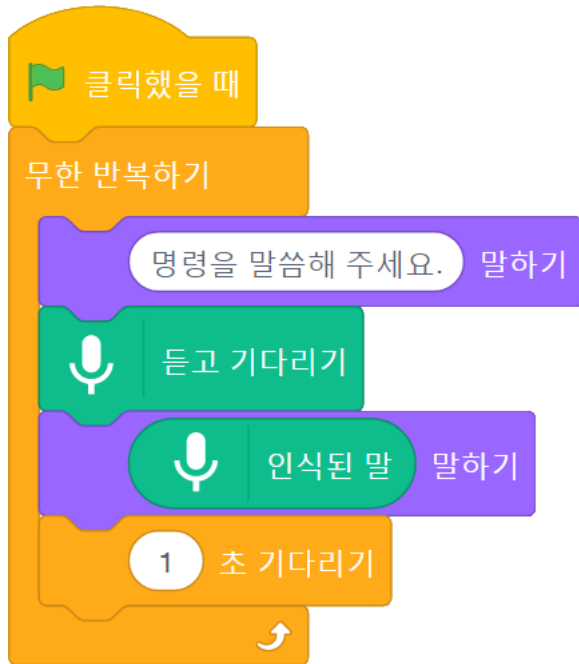 클릭했을 때
무한 반복하기
명령을 말씀해 주세요. 말하기
듣고 기다리기
인식된 말 말하기
1 초 기다리기